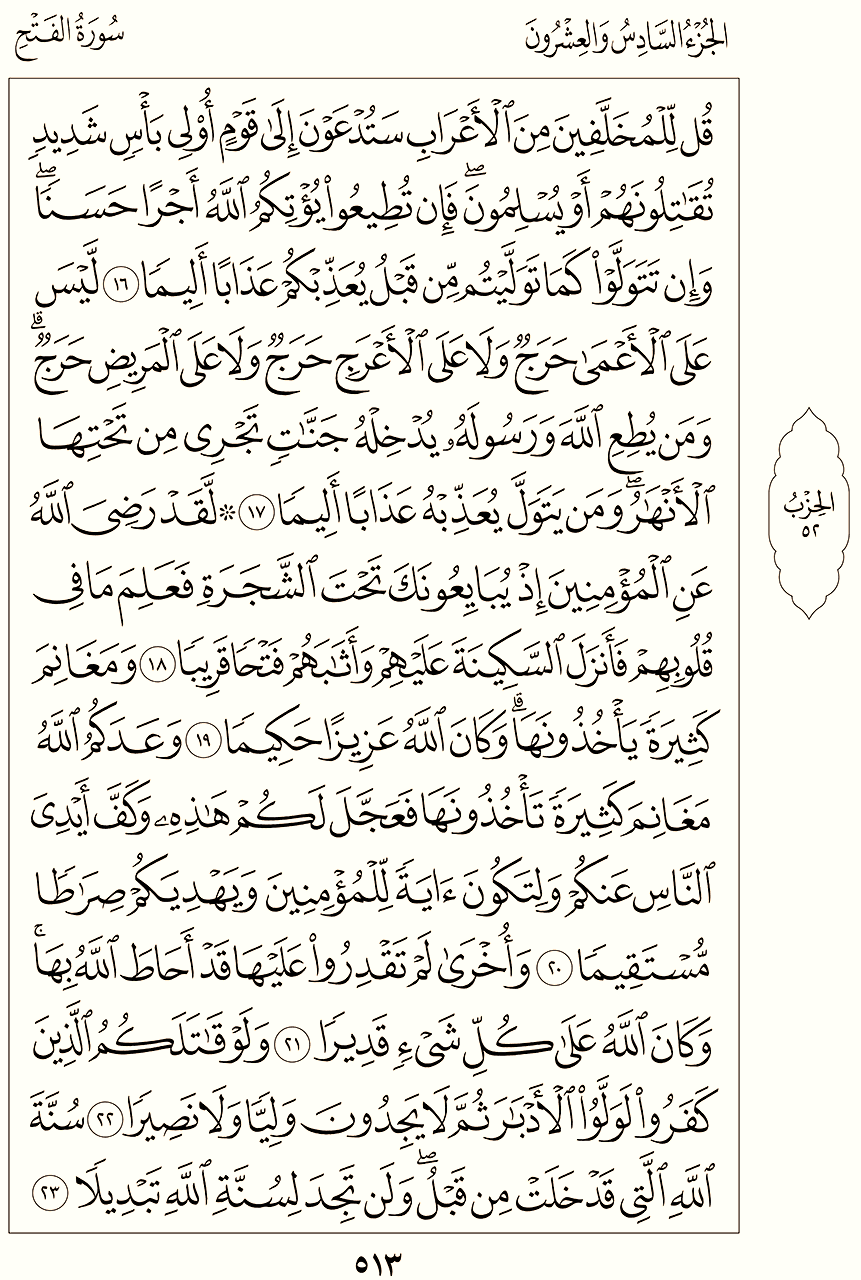 الجُزْءُ السَّادِسُ وَالعِشْرُونَ
سُورَةُ الفَتْحِ
قُل لِّلْمُخَلَّفِينَ مِنَ ٱلْأَعْرَابِ سَتُدْعَوْنَ إِلَىٰ قَوْمٍ أُو۟لِى بَأْسٍ شَدِيدٍ
تُقَـٰتِلُونَهُمْ أَوْ يُسْلِمُونَ ۖ فَإِن تُطِيعُوا۟ يُؤْتِكُمُ ٱللَّهُ أَجْرًا حَسَنًا ۖ
وَإِن تَتَوَلَّوْا۟ كَمَا تَوَلَّيْتُم مِّن قَبْلُ يُعَذِّبْكُمْ عَذَابًا أَلِيمًا ١٦ لَّيْسَ
عَلَى ٱلْأَعْمَىٰ حَرَجٌ وَلَا عَلَى ٱلْأَعْرَجِ حَرَجٌ وَلَا عَلَى ٱلْمَرِيضِ حَرَجٌ ۗ
وَمَن يُطِعِ ٱللَّهَ وَرَسُولَهُۥ يُدْخِلْهُ جَنَّـٰتٍ تَجْرِى مِن تَحْتِهَا
ٱلْأَنْهَـٰرُ ۖ وَمَن يَتَوَلَّ يُعَذِّبْهُ عَذَابًا أَلِيمًا ١٧ ۞ لَّقَدْ رَضِىَ ٱللَّهُ
عَنِ ٱلْمُؤْمِنِينَ إِذْ يُبَايِعُونَكَ تَحْتَ ٱلشَّجَرَةِ فَعَلِمَ مَا فِى
قُلُوبِهِمْ فَأَنزَلَ ٱلسَّكِينَةَ عَلَيْهِمْ وَأَثَـٰبَهُمْ فَتْحًا قَرِيبًا ١٨ وَمَغَانِمَ
كَثِيرَةً يَأْخُذُونَهَا ۗ وَكَانَ ٱللَّهُ عَزِيزًا حَكِيمًا ١٩ وَعَدَكُمُ ٱللَّهُ
مَغَانِمَ كَثِيرَةً تَأْخُذُونَهَا فَعَجَّلَ لَكُمْ هَـٰذِهِۦ وَكَفَّ أَيْدِىَ
ٱلنَّاسِ عَنكُمْ وَلِتَكُونَ ءَايَةً لِّلْمُؤْمِنِينَ وَيَهْدِيَكُمْ صِرَٰطًا
مُّسْتَقِيمًا ٢٠ وَأُخْرَىٰ لَمْ تَقْدِرُوا۟ عَلَيْهَا قَدْ أَحَاطَ ٱللَّهُ بِهَا ۚ
وَكَانَ ٱللَّهُ عَلَىٰ كُلِّ شَىْءٍ قَدِيرًا ٢١ وَلَوْ قَـٰتَلَكُمُ ٱلَّذِينَ
كَفَرُوا۟ لَوَلَّوُا۟ ٱلْأَدْبَـٰرَ ثُمَّ لَا يَجِدُونَ وَلِيًّا وَلَا نَصِيرًا ٢٢ سُنَّةَ
ٱللَّهِ ٱلَّتِى قَدْ خَلَتْ مِن قَبْلُ ۖ وَلَن تَجِدَ لِسُنَّةِ ٱللَّهِ تَبْدِيلًا ٢٣
الحِزْبُ
٥٢
٥١٣